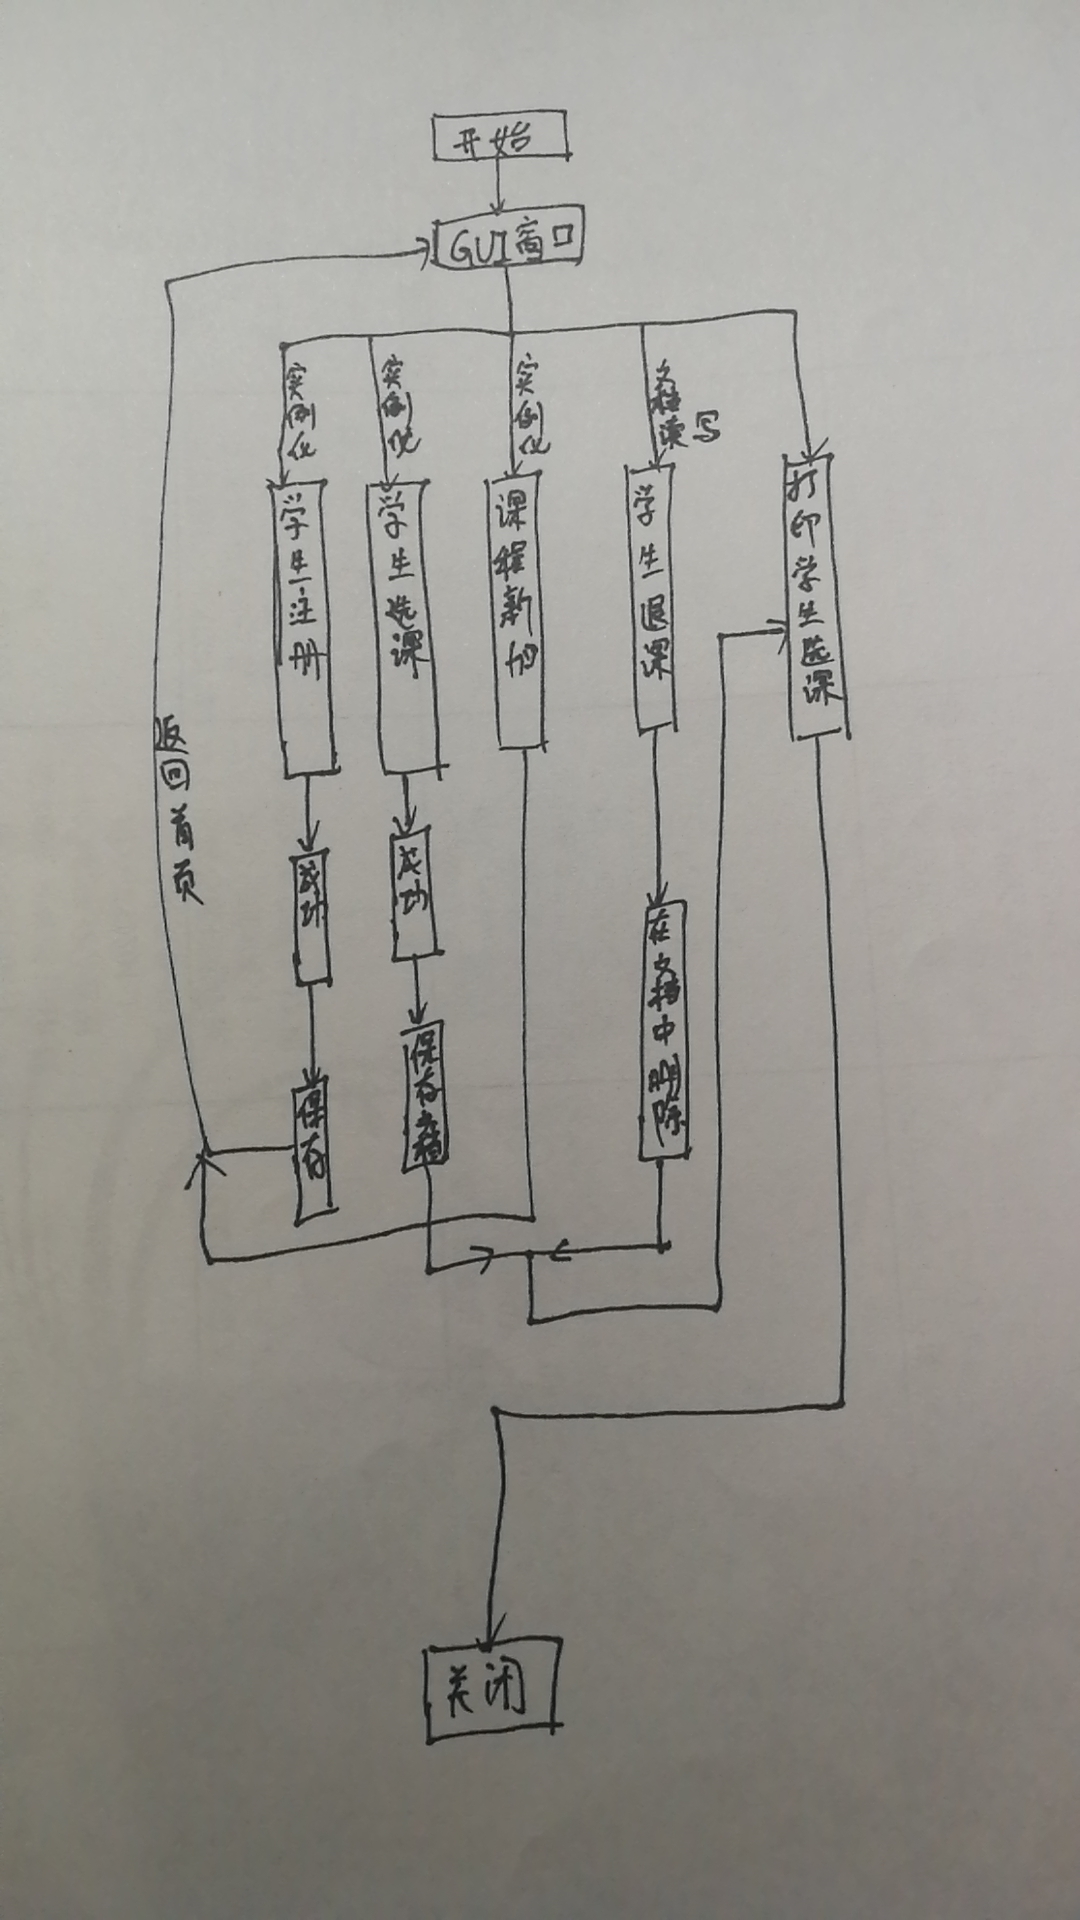 开始
GUI窗口
实例化
实例化
实例化
文档读写
学生注册
学生选课
课程新加
学生退课
打印学生选课
返回首页
成功
成功
在文档中删除
保存
保存文档
关闭